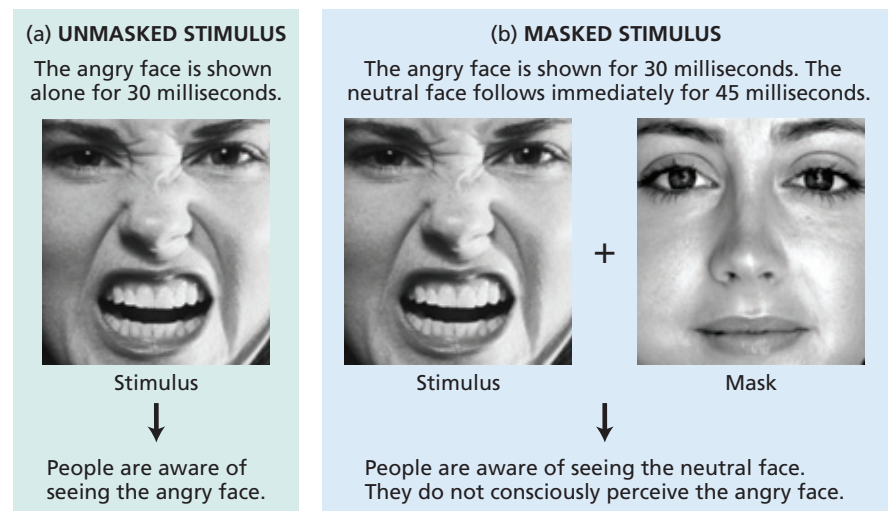 (a) UNMASKED STIMULUS
The angry face is shown
alone for 30 milliseconds.
Stimulus
People are aware of
seeing the angry face.
(b) MASKED STIMULUS
The angry face is shown for 30 milliseconds. The
neutral face follows immediately for 45 milliseconds.
+
Stimulus
Mask
People are aware of seeing the neutral face.
They do not consciously perceive the angry face.